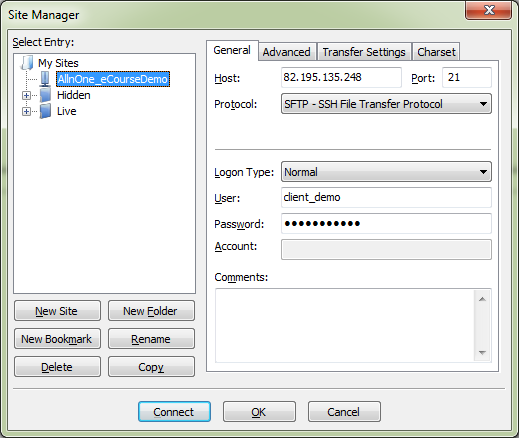 Site Manager
Select Entry:
My Sites
AllnOne_eCourseDemo
Hidden
Live
New Site
New Folder
New Bookmark
Rename
Delete
Copy
General
Advanced
Transfer Settings
Charset
Host:
82.195.135.248
Port:
21
Protocol:
SFTP - SSH File Transfer Protocol
Logon Type:
Normal
User:
client_demo
Password:
●●●●●●●●●●●
Account:
Comments:
Connect
OK
Cancel